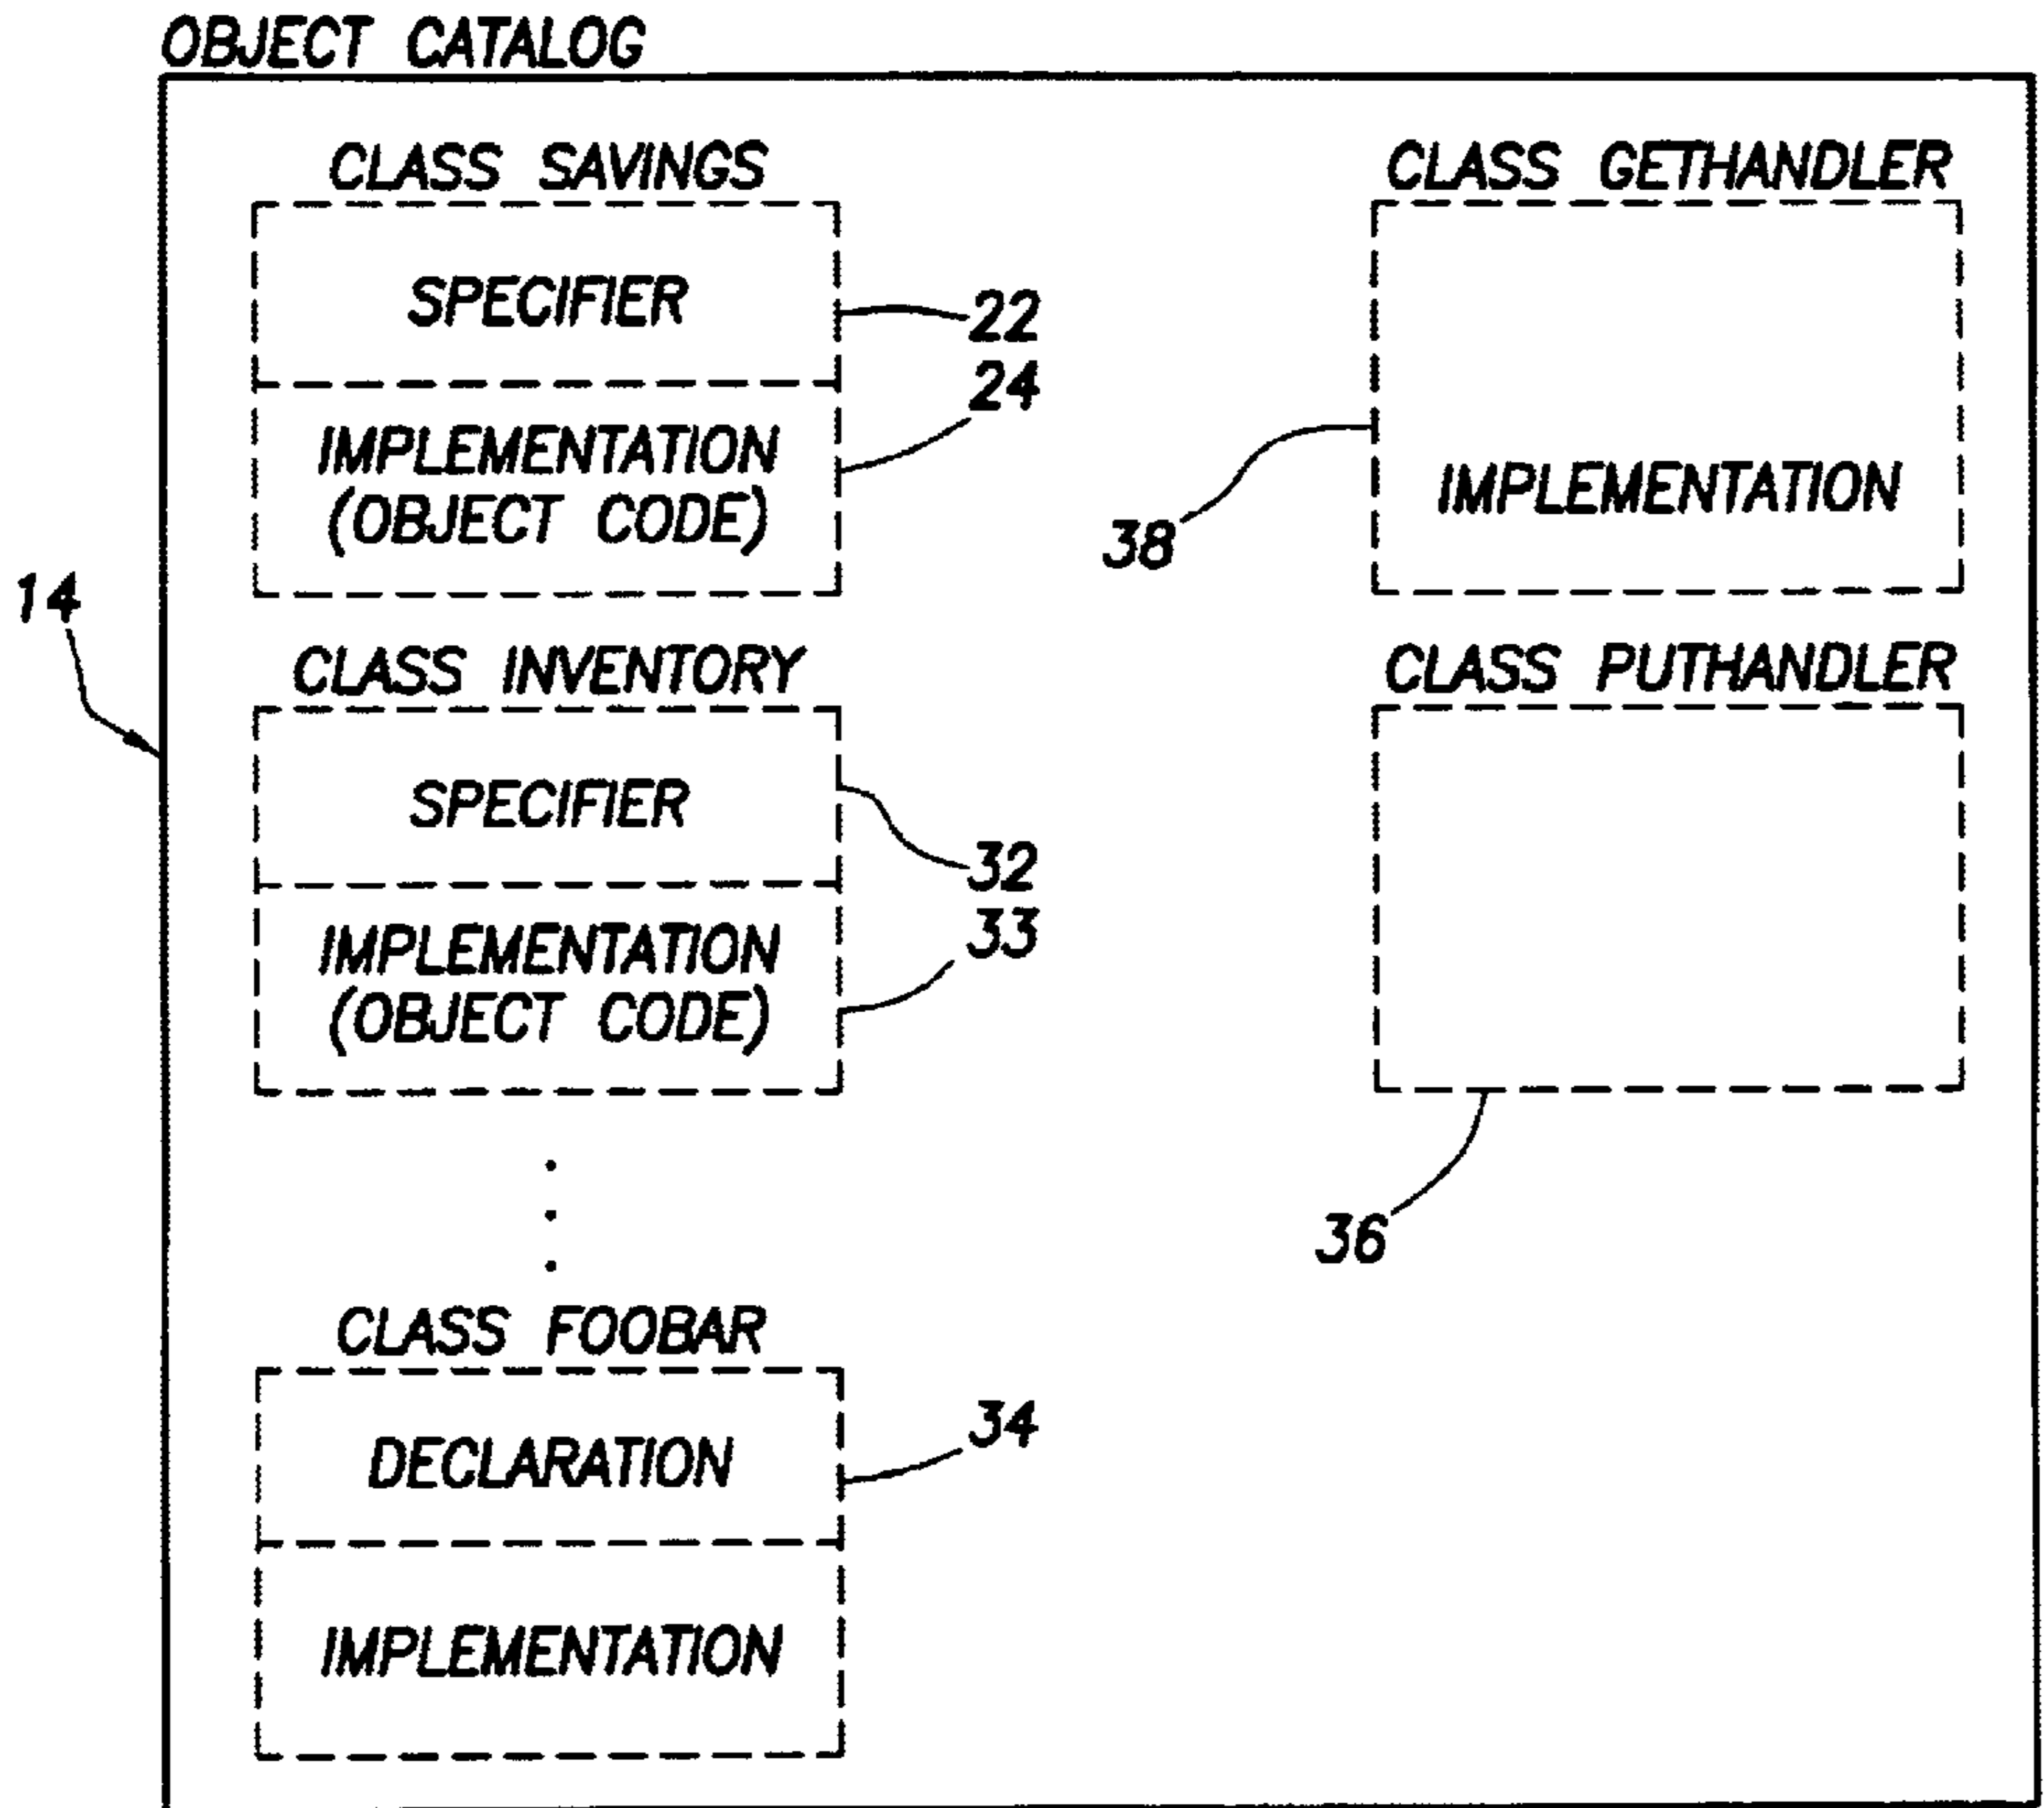 OBJECT CATALOG
CLASS SAVINGS
SPECIFIER
22
24
IMPLEMENTATION
(OBJECT CODE)
14
CLASS INVENTORY
SPECIFIER
32
33
IMPLEMENTATION
(OBJECT CODE)
CLASS FOOBAR
DECLARATION
34
IMPLEMENTATION
CLASS GETHANDLER
IMPLEMENTATION
38
CLASS PUTHANDLER
36